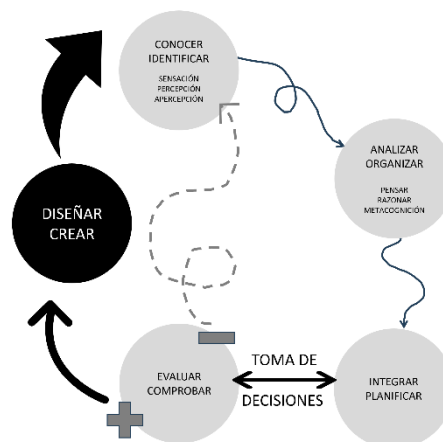 CONOCER
IDENTIFICAR
SENSACIÓN
PERCEPCIÓN
APERCEPCIÓN
ANALIZAR
ORGANIZAR
PENSAR
RAZONAR
METACOGNICIÓN
DISEÑAR
CREAR
EVALUAR
COMPROBAR
TOMA DE
DECISIONES
INTEGRAR
PLANIFICAR